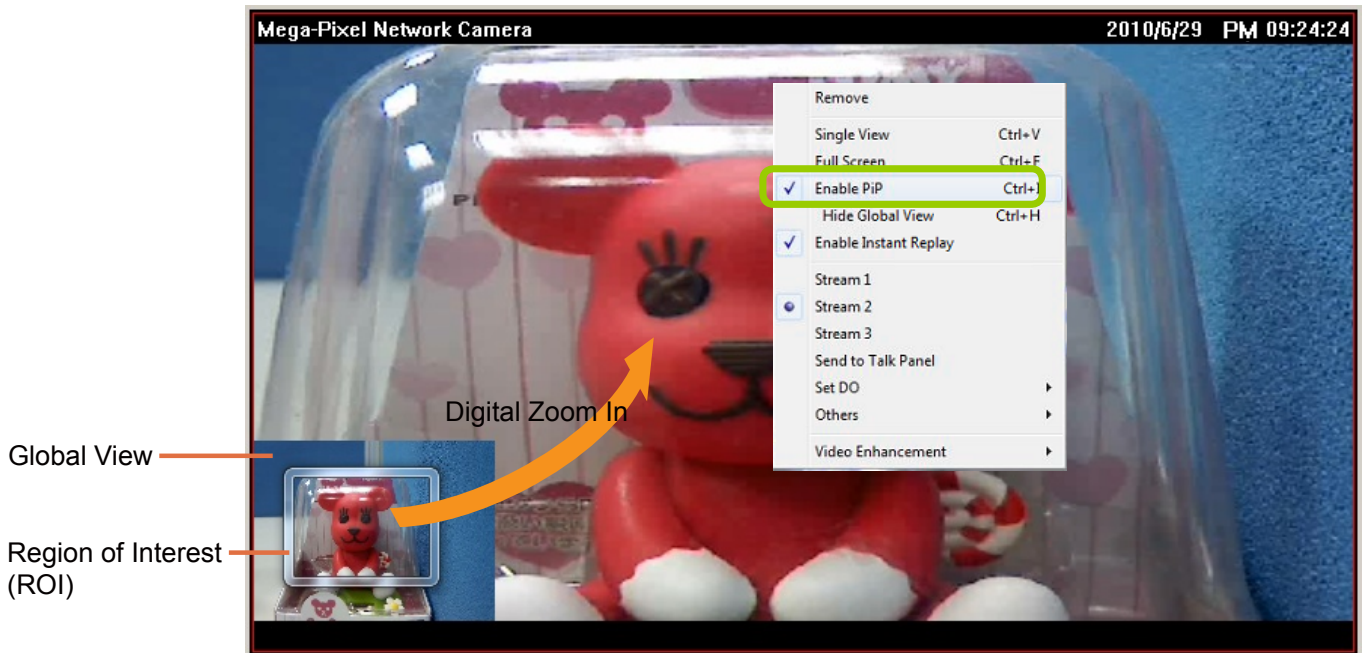 Mega-Pixel Network Camera 2010/6/29 PM 09:24:24
Remove
Single View Ctrl+V
Full Screen Ctrl+F
Enable PiP Ctrl+I
Hide Global View Ctrl+H
Enable Instant Replay
Stream 1
Stream 2
Stream 3
Send to Talk Panel
Set DO
Others
Video Enhancement
Digital Zoom In
Global View
Region of Interest
(ROI)